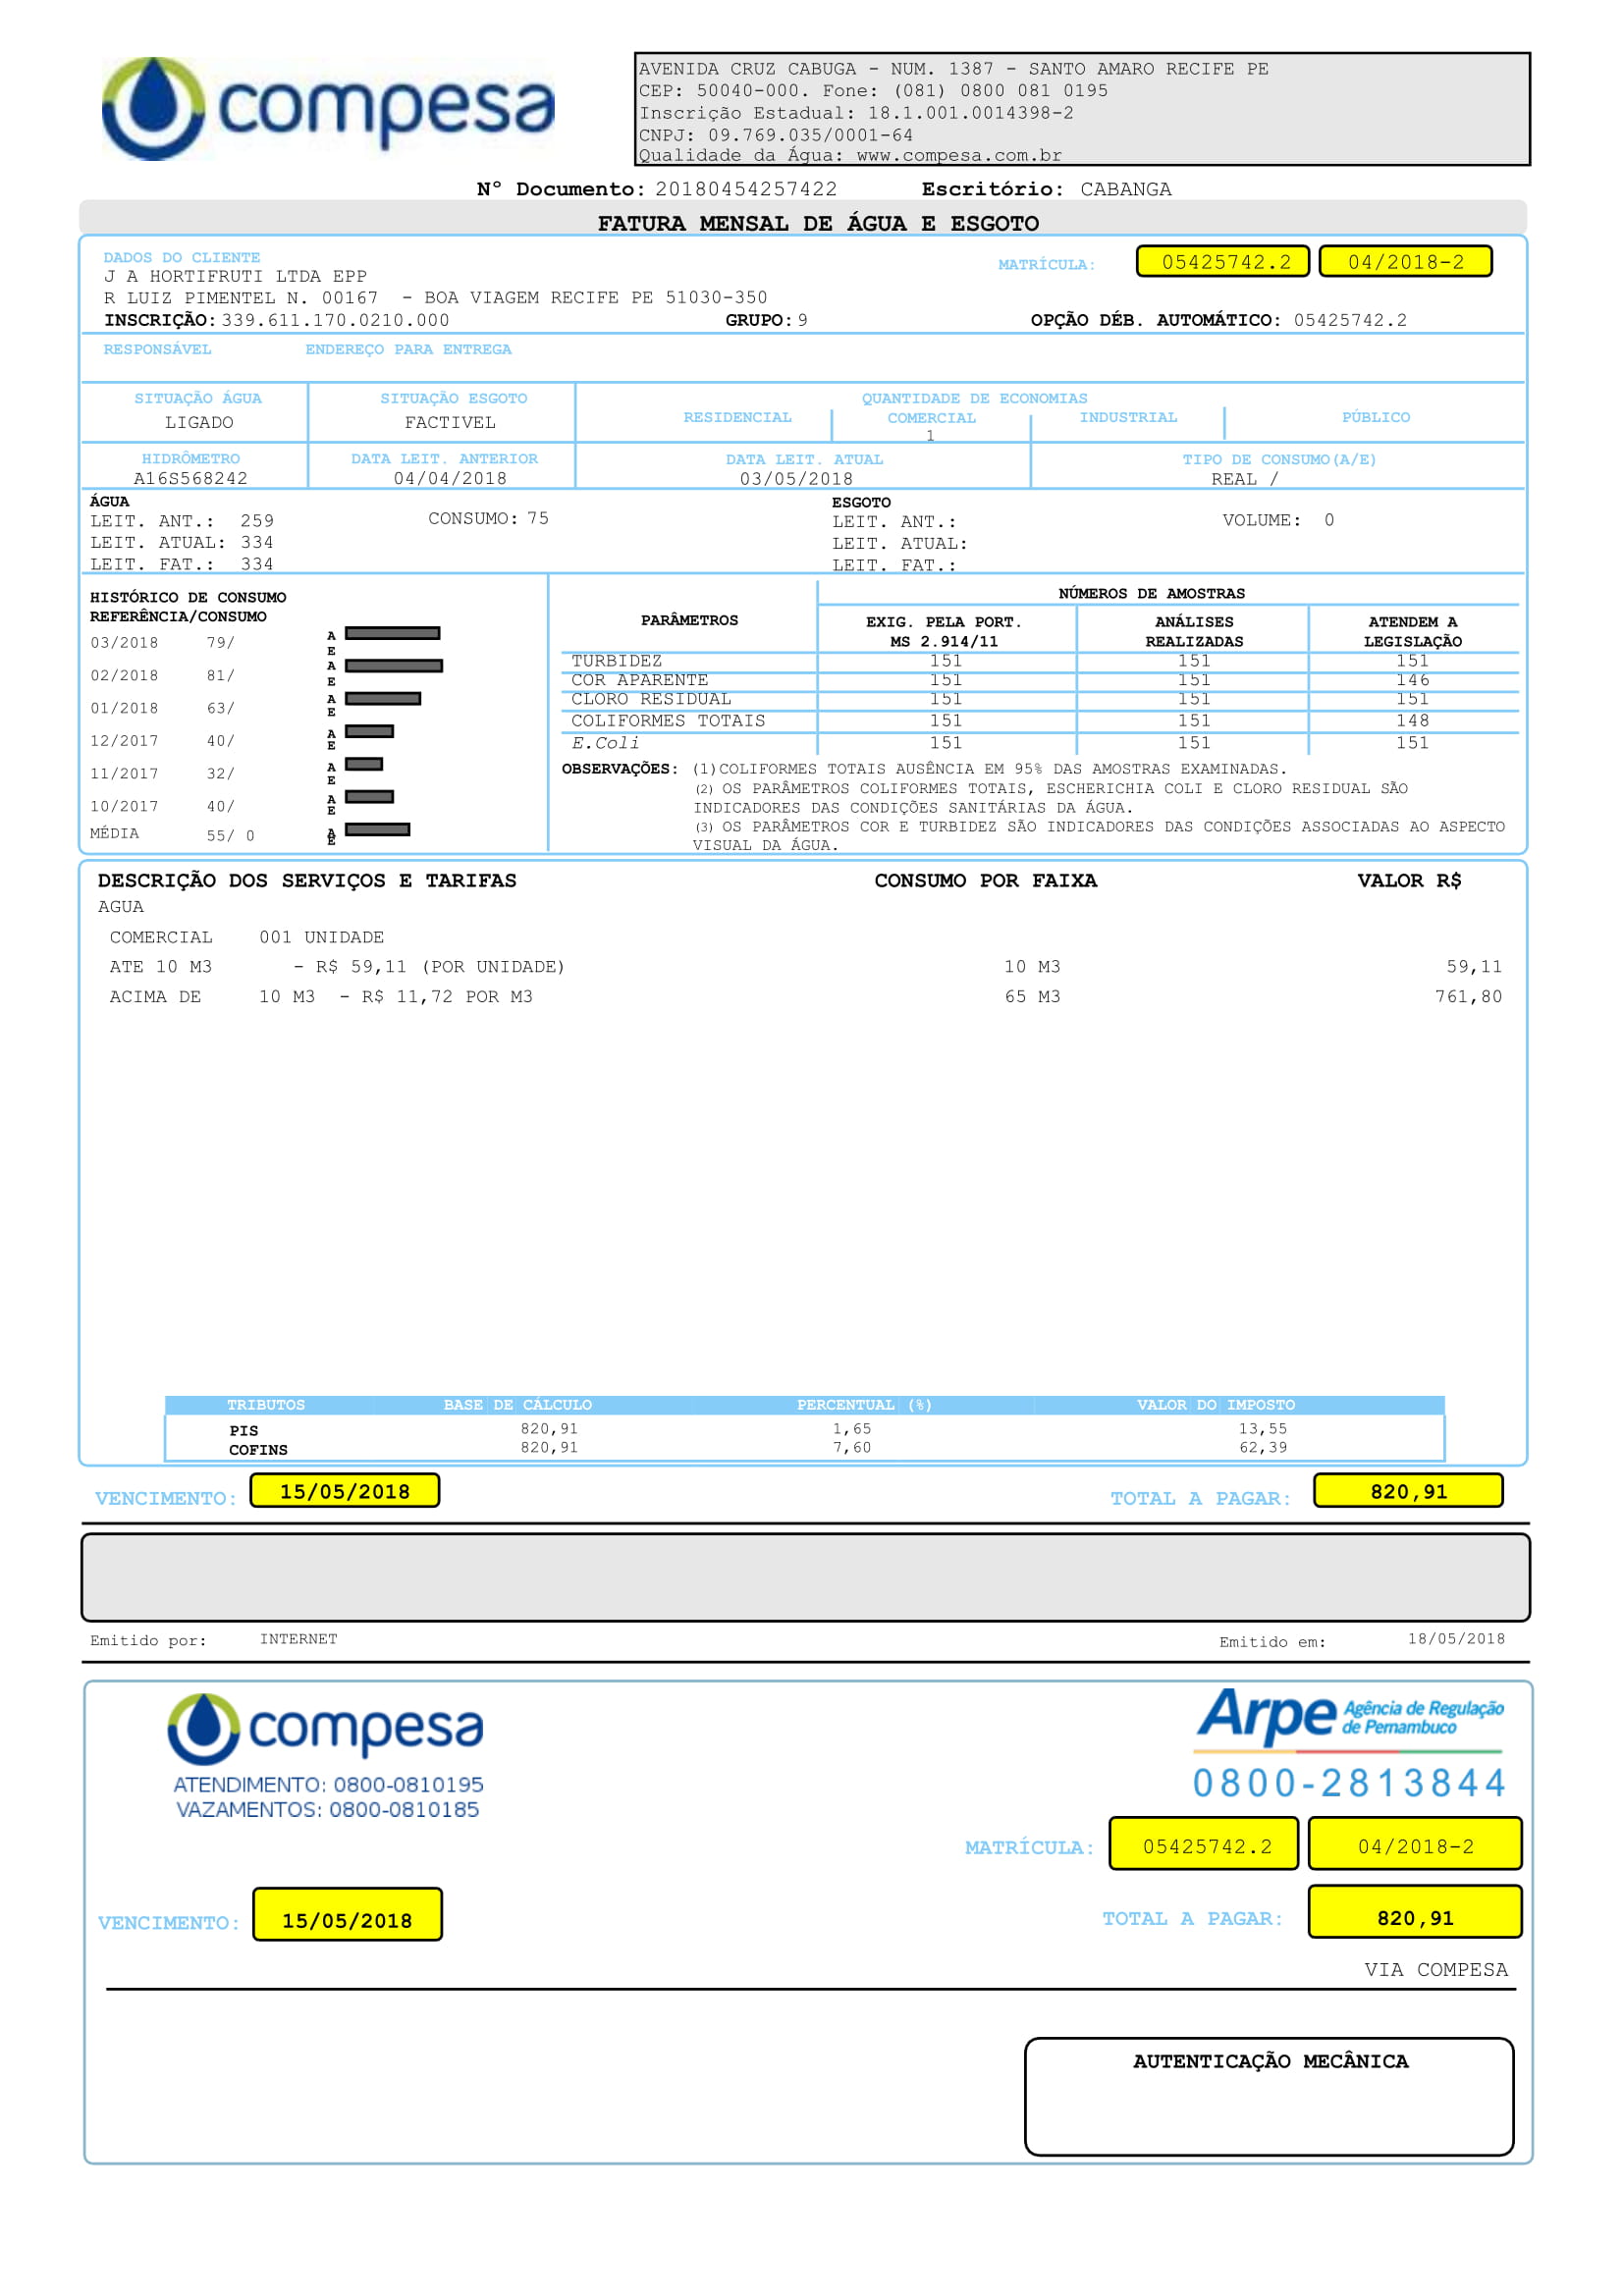 compesa
AVENIDA CRUZ CABUGA - NUM. 1387 - SANTO AMARO RECIFE PE
CEP: 50040-000. Fone: (081) 0800 081 0195
Inscrição Estadual: 18.1.001.0014398-2
CNPJ: 09.769.035/0001-64
Qualidade da Água: www.compesa.com.br
Nº Documento: 20180454257422 Escritório: CABANGA
FATURA MENSAL DE ÁGUA E ESGOTO
DADOS DO CLIENTE
J A HORTIFRUTI LTDA EPP
MATRÍCULA: 05425742.2 04/2018-2
R LUIZ PIMENTEL N. 00167 - BOA VIAGEM RECIFE PE 51030-350
INSCRIÇÃO: 339.611.170.0210.000 GRUPO: 9 OPÇÃO DÉB. AUTOMÁTICO: 05425742.2
RESPONSÁVEL ENDEREÇO PARA ENTREGA
SITUAÇÃO ÁGUA SITUAÇÃO ESGOTO QUANTIDADE DE ECONOMIAS
LIGADO FACTIVEL RESIDENCIAL COMERCIAL INDUSTRIAL PÚBLICO
1
HIDRÔMETRO DATA LEIT. ANTERIOR DATA LEIT. ATUAL TIPO DE CONSUMO(A/E)
A16S568242 04/04/2018 03/05/2018 REAL /
ÁGUA ESGOTO
LEIT. ANT.: 259 CONSUMO: 75 LEIT. ANT.: VOLUME: 0
LEIT. ATUAL: 334 LEIT. ATUAL:
LEIT. FAT.: 334 LEIT. FAT.:
HISTÓRICO DE CONSUMO
REFERÊNCIA/CONSUMO
03/2018 79/ A
E
02/2018 81/ A
E
01/2018 63/ A
E
12/2017 40/ A
E
11/2017 32/ A
E
10/2017 40/ A
E
MÉDIA 55/ 0 A
E
PARÂMETROS NÚMEROS DE AMOSTRAS
EXIG. PELA PORT. ANÁLISES ATENDEM A
MS 2.914/11 REALIZADAS LEGISLAÇÃO
TURBIDEZ 151 151 151
COR APARENTE 151 151 146
CLORO RESIDUAL 151 151 151
COLIFORMES TOTAIS 151 151 148
E.Coli 151 151 151
OBSERVAÇÕES: (1)COLIFORMES TOTAIS AUSÊNCIA EM 95% DAS AMOSTRAS EXAMINADAS.
(2) OS PARÂMETROS COLIFORMES TOTAIS, ESCHERICHIA COLI E CLORO RESIDUAL SÃO
INDICADORES DAS CONDIÇÕES SANITÁRIAS DA ÁGUA.
(3) OS PARÂMETROS COR E TURBIDEZ SÃO INDICADORES DAS CONDIÇÕES ASSOCIADAS AO ASPECTO
VISUAL DA ÁGUA.
DESCRIÇÃO DOS SERVIÇOS E TARIFAS CONSUMO POR FAIXA VALOR R$
AGUA
COMERCIAL 001 UNIDADE
ATE 10 M3 - R$ 59,11 (POR UNIDADE) 10 M3 59,11
ACIMA DE 10 M3 - R$ 11,72 POR M3 65 M3 761,80
TRIBUTOS BASE DE CÁLCULO PERCENTUAL (%) VALOR DO IMPOSTO
PIS 820,91 1,65 13,55
COFINS 820,91 7,60 62,39
VENCIMENTO: 15/05/2018 TOTAL A PAGAR: 820,91
Emitido por: INTERNET Emitido em: 18/05/2018
compesa
ATENDIMENTO: 0800-0810195
VAZAMENTOS: 0800-0810185
Arpe Agência de Regulação
de Pernambuco
0800-2813844
MATRÍCULA: 05425742.2 04/2018-2
VENCIMENTO: 15/05/2018 TOTAL A PAGAR: 820,91
VIA COMPESA
AUTENTICAÇÃO MECÂNICA